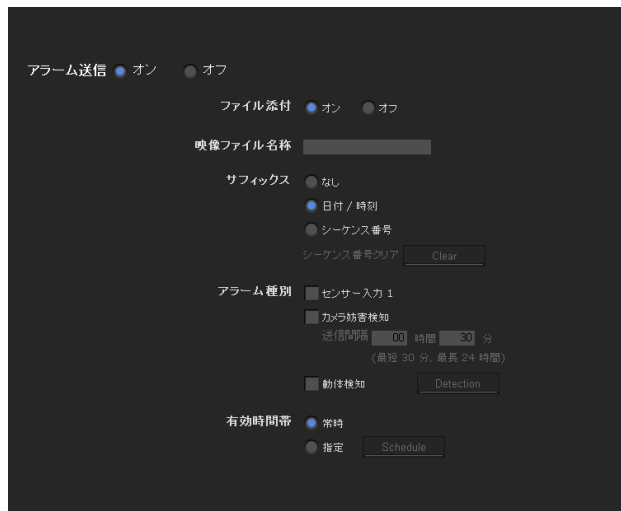 アラーム送信 オン オフ
ファイル添付 オン オフ
映像ファイル名称
サフィックス なし
日付 / 時刻
シーケンス番号
シーケンス番号クリア Clear
アラーム種別 センサー入力 1
カメラ妨害検知
送信間隔 00 時間 30 分
(最短 30 分、最長 24 時間)
動体検知 Detection
有効時間帯 常時
指定 Schedule